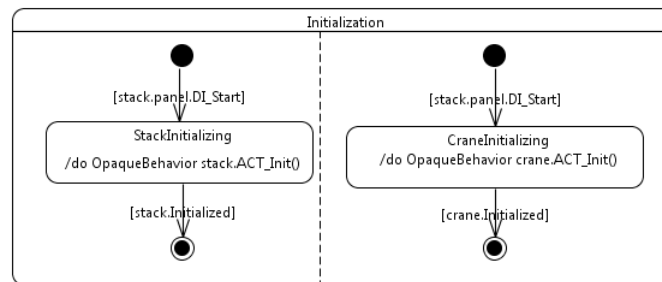 Initialization
[stack.panel.DI_Start]
StackInitializing
/do OpaqueBehavior stack.ACT_Init()
[stack.Initialized]
[stack.panel.DI_Start]
CraneInitializing
/do OpaqueBehavior crane.ACT_Init()
[crane.Initialized]